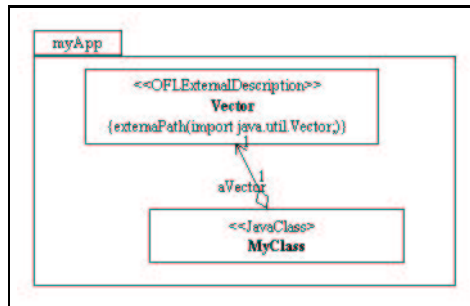 myApp
<<OFLExternalDescription>>
Vector
{externaPath(import java.util.Vector;)}
1
1
aVector
<<JavaClass>
MyClass